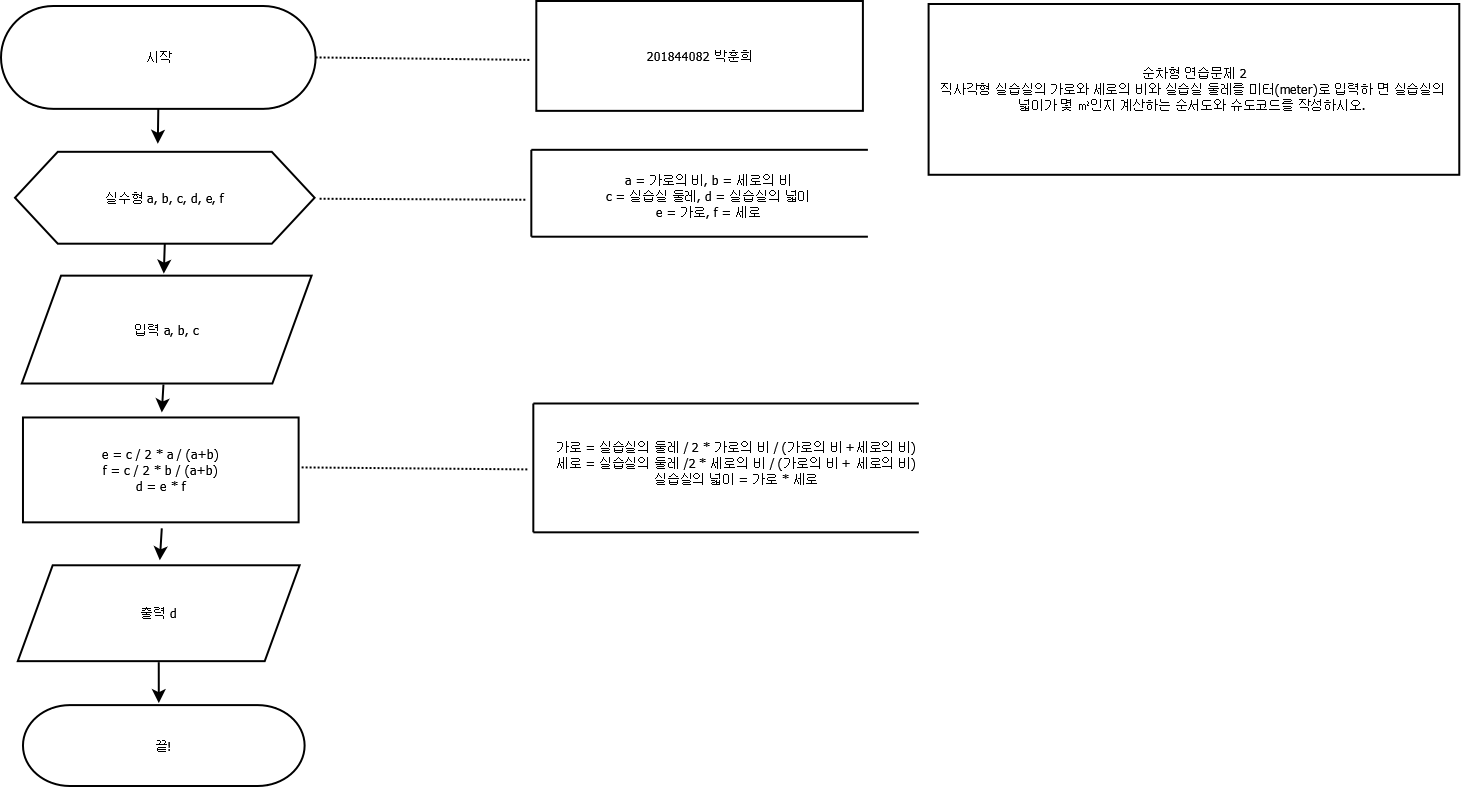 시작
201844082 박훈희
순차형 연습문제 2
직사각형 실습실의 가로와 세로의 비와 실습실 둘레를 미터(meter)로 입력하 면 실습실의
넓이가 몇 ㎡인지 계산하는 순서도와 슈도코드를 작성하시오.
실수형 a, b, c, d, e, f
a = 가로의 비, b = 세로의 비
c = 실습실 둘레, d = 실습실의 넓이
e = 가로, f = 세로
입력 a, b, c
e = c / 2 * a / (a+b)
f = c / 2 * b / (a+b)
d = e * f
가로 = 실습실의 둘레 / 2 * 가로의 비 / (가로의 비 +세로의 비)
세로 = 실습실의 둘레 /2 * 세로의 비 / (가로의 비 + 세로의 비)
실습실의 넓이 = 가로 * 세로
출력 d
끝!